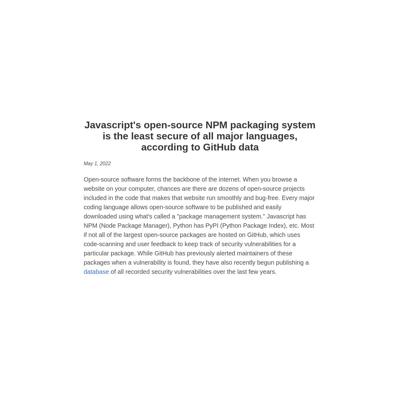 Javascript's open-source NPM packaging system
is the least secure of all major languages,
according to GitHub data
May 1, 2022
Open-source software forms the backbone of the internet. When you browse a
website on your computer, chances are there are dozens of open-source projects
included in the code that makes that website run smoothly and bug-free. Every major
coding language allows open-source software to be published and easily
downloaded using what's called a "package management system." Javascript has
NPM (Node Package Manager), Python has PyPI (Python Package Index), etc. Most
if not all of the largest open-source packages are hosted on GitHub, which uses
code-scanning and user feedback to keep track of security vulnerabilities for a
particular package. While GitHub has previously alerted maintainers of these
packages when a vulnerability is found, they have also recently begun publishing a
database of all recorded security vulnerabilities over the last few years.